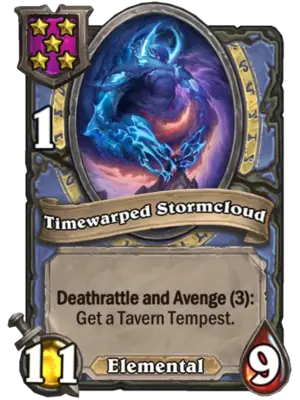 1
Timewarped Stormcloud
Deathrattle and Avenge (3):
Get a Tavern Tempest.
11
Elemental
9